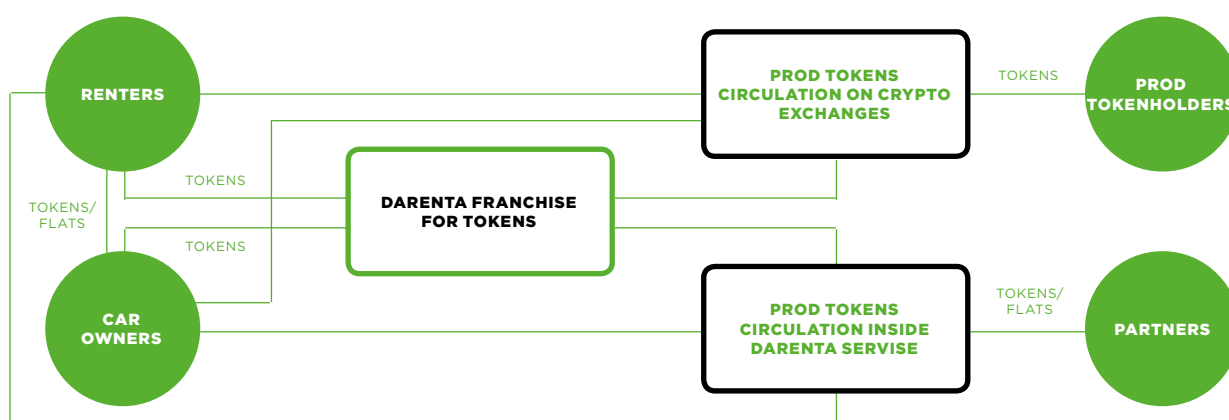 RENTERS
PROD TOKENS
CIRCULATION ON CRYPTO
EXCHANGES
TOKENS
PROD
TOKENHOLDERS
TOKENS
DARENTA FRANCHISE
FOR TOKENS
TOKENS/
FLATS
TOKENS
CAR
OWNERS
PROD TOKENS
CIRCULATION INSIDE
DARENTA SERVISE
TOKENS/
FLATS
PARTNERS